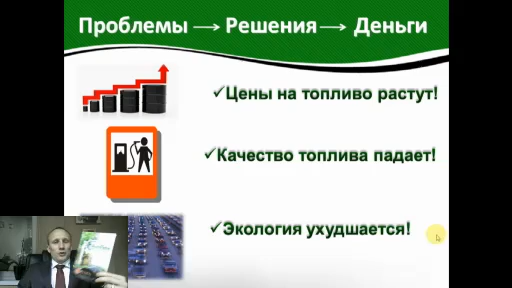 Проблемы → Решения → Деньги
✓Цены на топливо растут!
✓Качество топлива падает!
✓Экология ухудшается!